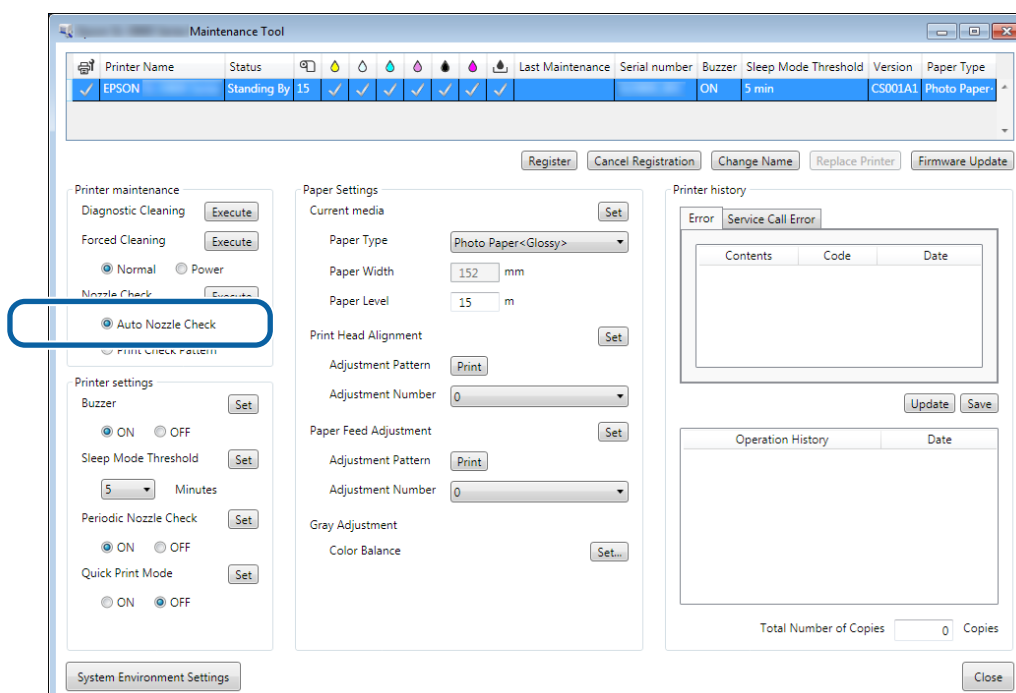 Maintenance Tool
Printer Name Status Last Maintenance Serial number Buzzer Sleep Mode Threshold Version Paper Type
EPSON Standing By 15 ON 5 min CS001A1 Photo Paper
Register Cancel Registration Change Name Replace Printer Firmware Update
Printer maintenance
Diagnostic Cleaning Execute
Forced Cleaning Execute
Normal Power
Nozzle Check Execute
Auto Nozzle Check
Print Check Pattern
Printer settings
Buzzer Set
ON OFF
Sleep Mode Threshold Set
5 Minutes
Periodic Nozzle Check Set
ON OFF
Quick Print Mode Set
ON OFF
Paper Settings
Current media Set
Paper Type Photo Paper<Glossy>
Paper Width 152 mm
Paper Level 15 m
Print Head Alignment Set
Adjustment Pattern Print
Adjustment Number 0
Paper Feed Adjustment Set
Adjustment Pattern Print
Adjustment Number 0
Gray Adjustment
Color Balance Set...
Printer history
Error Service Call Error
Contents Code Date
Update Save
Operation History Date
Total Number of Copies 0 Copies
System Environment Settings
Close